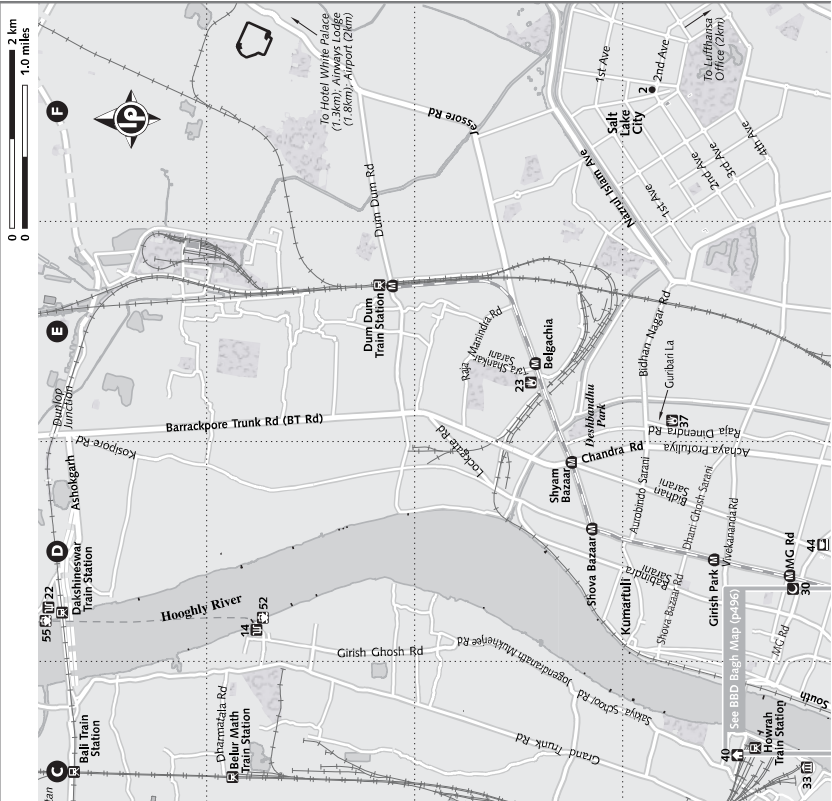 0
2 km
0
1.0 miles
F
E
D
C
To Hotel White Palace
(1.3km); Airways Lodge
(1.8km); Airport (2km)
Jessore Rd
Dum Dum Rd
1st Ave
2nd Ave
To Lufthansa
Office (2km)
2
Salt
Lake
City
Nazrul Islam Ave
1st Ave
2nd Ave
3rd Ave
4th Ave
Dum Dum
Train Station
M
Dunlop
Junction
Barrackpore Trunk Rd (BT Rd)
Raja Manindra Rd
Tara Shankar
Sarani
23
M
Belgachia
Bidhan Nagar Rd
Guribari La
37
Raja Dinendra Rd
Deshbandhu
Park
Kosipore Rd
Lockgate Rd
Shyam
Bazaar
M
Chandra Rd
Achaya Profuliya
Ashokgarh
Dakshineswar
Train Station
22
55
Hooghly River
14
52
Shova Bazaar
M
Aurobindo Sarani
Bidhan
Sarani
Dhani Ghosh Sarani
Vivekananda Rd
Kumartuli
Rabindra
Sarani
Shova Bazaar Rd
Girish Park
M
MG Rd
M
30
44
MG Rd
Girish Ghosh Rd
Jogendranath Mukherjee Rd
Sakiya School Rd
Grand Trunk Rd
See BBD Bagh Map (p496)
South
Dharmatala Rd
Bali Train
Station
Belur Math
Train Station
40
Howrah
Train Station
33
lp